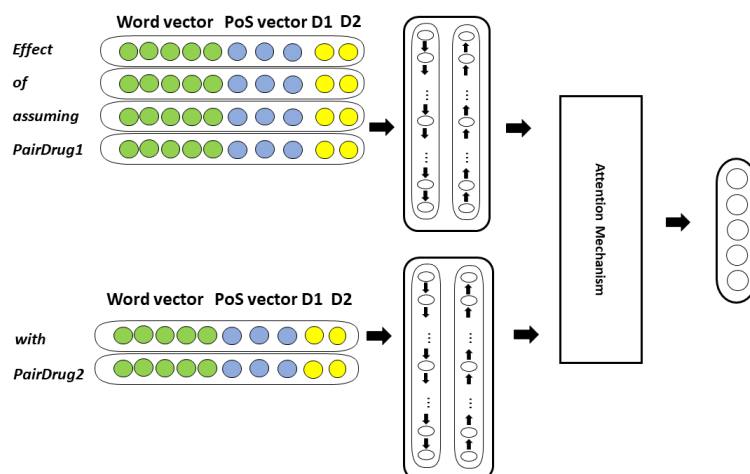 Word vector PoS vector D1 D2
Effect
of
assuming
PairDrug1
Word vector PoS vector D1 D2
with
PairDrug2
Attention Mechanism